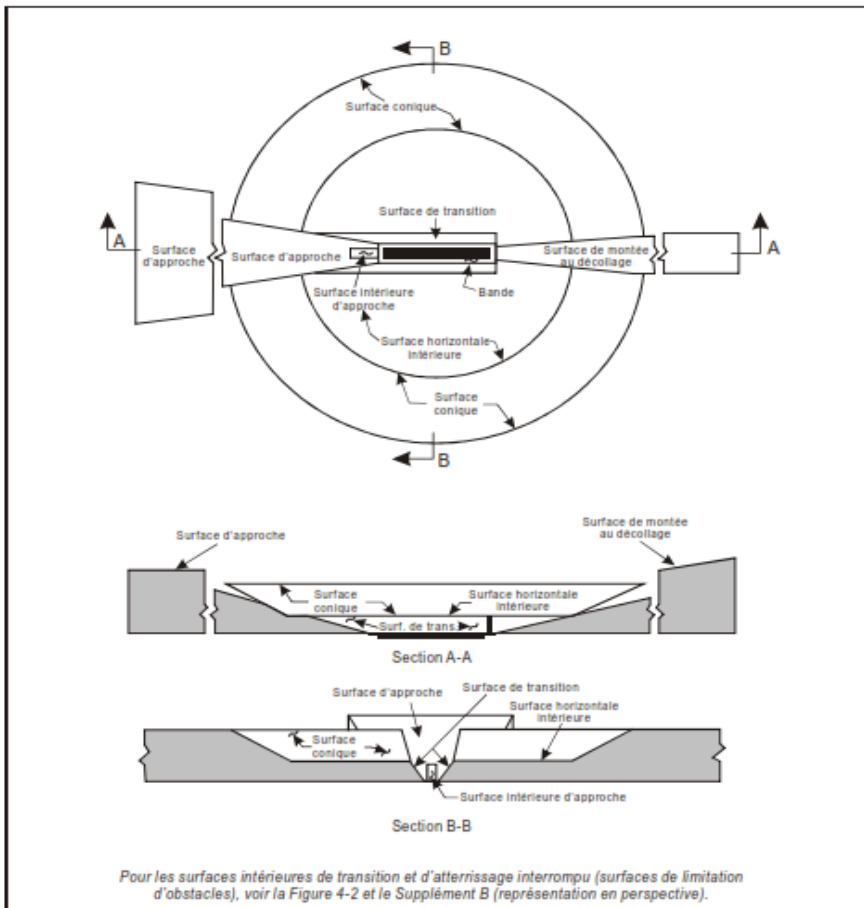 B
Surface conique
Surface de transition
A
Surface
d'approche
Surface d'approche
Surface de montée
au décollage
A
Surface intérieure
d'approche
Bande
Surface horizontale
intérieure
Surface
conique
B
Surface d'approche
Surface de montée
au décollage
Surface
conique
Surface horizontale
intérieure
Surf. de trans.
Section A-A
Surface d'approche
Surface de transition
Surface horizontale
intérieure
Surface
conique
Surface intérieure d'approche
Section B-B
Pour les surfaces intérieures de transition et d'atterrissage interrompu (surfaces de limitation
d'obstacles), voir la Figure 4-2 et le Supplément B (représentation en perspective).